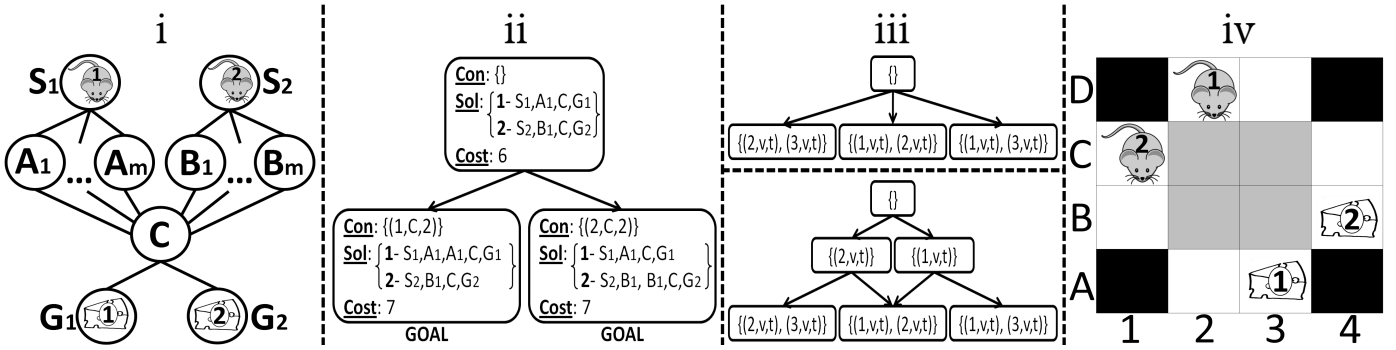 i
1
2
S1
S2
A1
...
Am
B1
...
Bm
C
G1
1
2
G2
ii
Con: {}
Sol: 1- S1,A1,C,G1
2- S2,B1,C,G2
Cost: 6
Con: {(1,C,2)}
Sol: 1- S1,A1,A1,C,G1
2- S2,B1,C,G2
Cost: 7
GOAL
Con: {(2,C,2)}
Sol: 1- S1,A1,C,G1
2- S2,B1, B1,C,G2
Cost: 7
GOAL
iii
{}
{(2,v,t), (3,v,t)}
{(1,v,t), (2,v,t)}
{(1,v,t), (3,v,t)}
{}
{(2,v,t)}
{(1,v,t)}
{(2,v,t), (3,v,t)}
{(1,v,t), (2,v,t)}
{(1,v,t), (3,v,t)}
iv
D
1
C
2
B
2
A
1
1
2
3
4